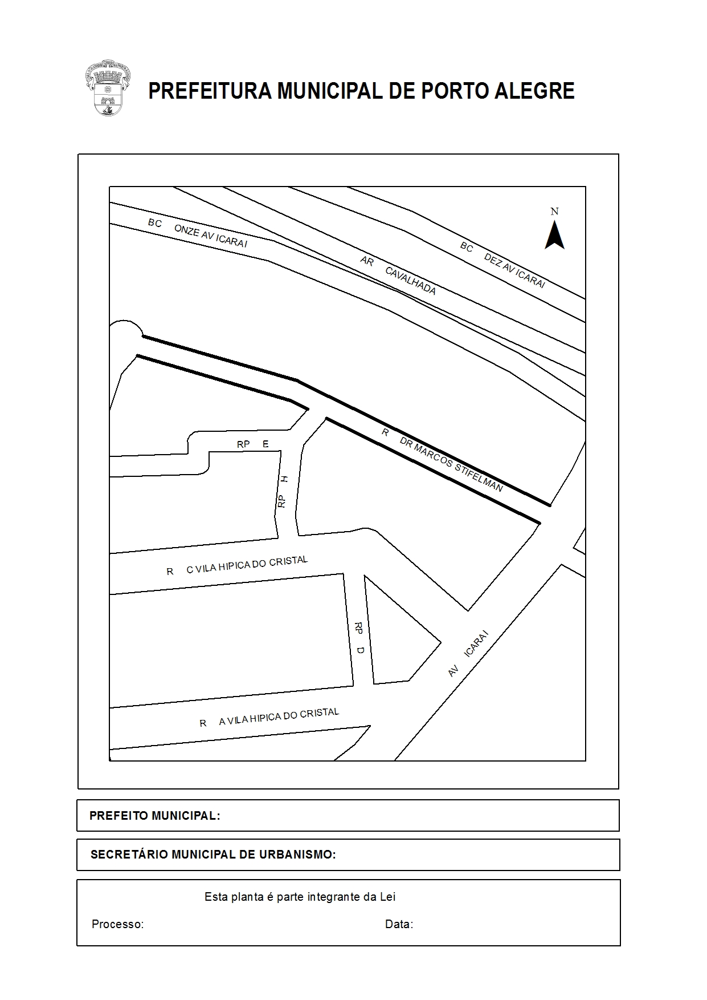 PREFEITURA MUNICIPAL DE PORTO ALEGRE
N
BC ONZE AV ICARAI
BC DEZ AV ICARAI
AR CAVALHADA
R DR MARCOS STIFELMAN
RP E
RP H
R C VILA HIPICA DO CRISTAL
RP D
AV ICARAI
R A VILA HIPICA DO CRISTAL
PREFEITO MUNICIPAL:
SECRETÁRIO MUNICIPAL DE URBANISMO:
Esta planta é parte integrante da Lei
Processo: Data: